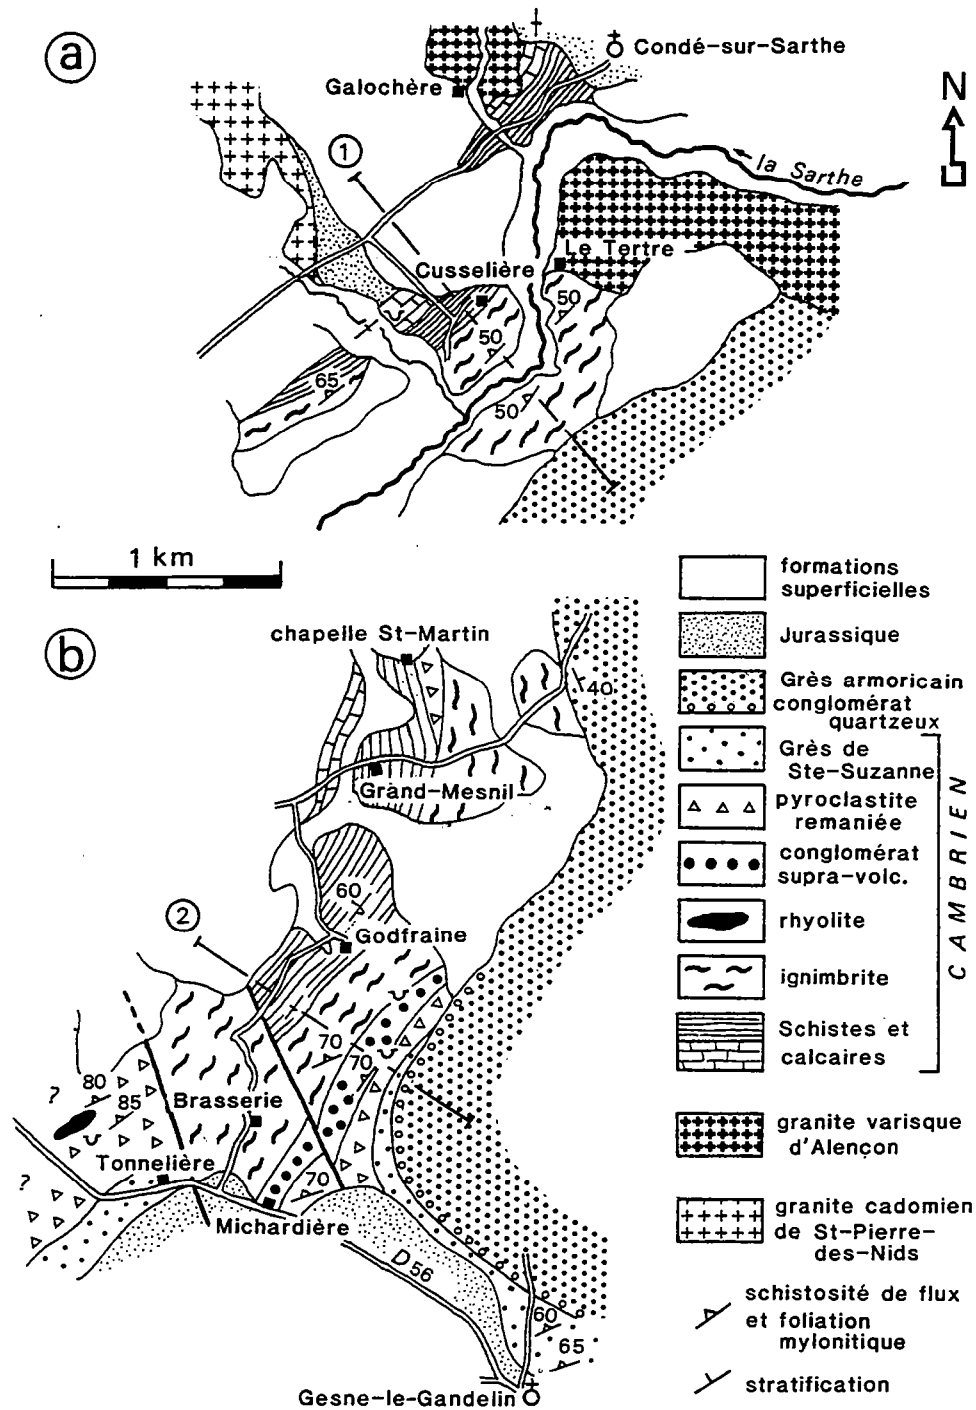 a
Condé-sur-Sarthe
Galochère
N
1
la Sarthe
Le Tertre
Cusselière
50
50
65
50
1 km
b
chapelle St-Martin
40
Grand-Mesnil
60
2
Godfraine
70
70
80
?
85
Brasserie
Tonnelière
?
70
Michardière
D56
60
65
Gesne-le-Gandelin
formations
superficielles
Jurassique
Grès armoricain
conglomérat
quartzeux
Grès de
Ste-Suzanne
pyroclastite
remaniée
conglomérat
supra-volc.
rhyolite
ignimbrite
Schistes et
calcaires
CAMBRIEN
granite varisque
d'Alençon
granite cadomien
de St-Pierre-
des-Nids
schistosité de flux
et foliation
mylonitique
stratification